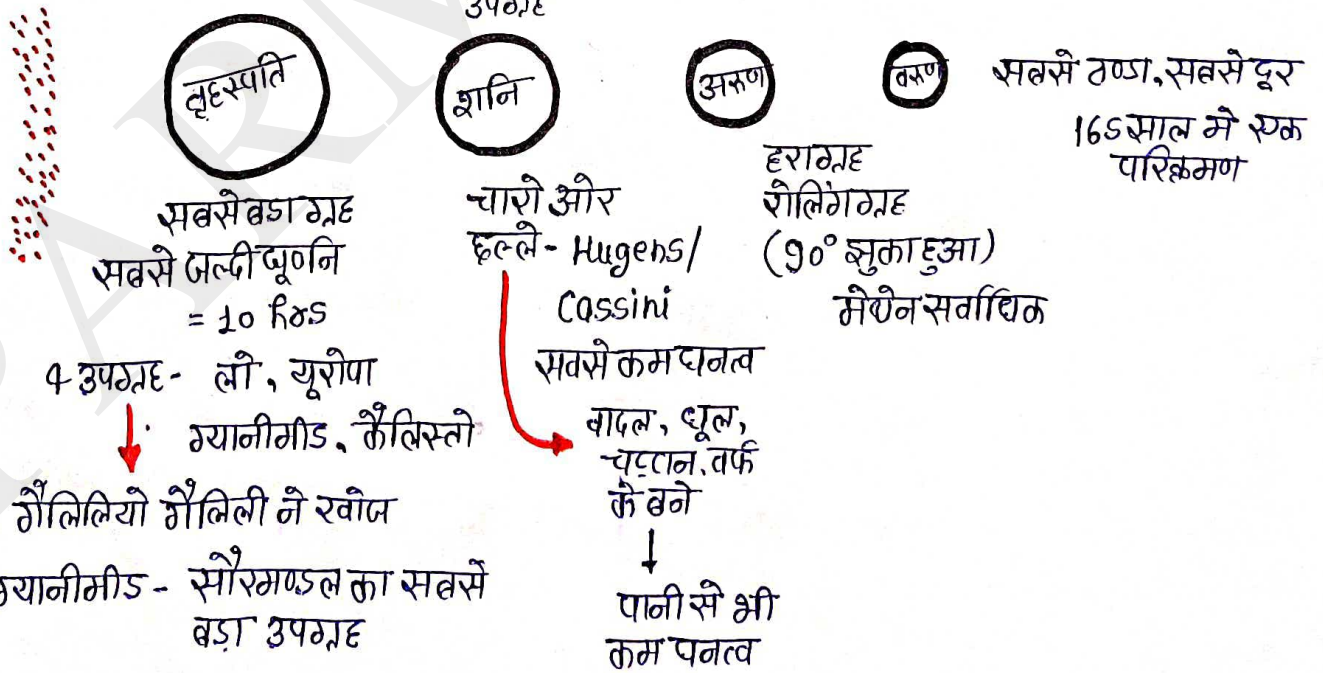 उपग्रह
बृहस्पति
शनि
अरुण
वरुण
सबसे ठण्डा, सबसे दूर
165 साल मे एक
परिक्रमण
सबसे बडा ग्रह
सबसे जल्दी घूर्णन
= 10 hrs
4 उपग्रह - लो, यूरोपा
ग्यानीमीड, कैलिस्तो
गैलिलियो गैलिली ने खोज
ग्यानीमीड - सौरमण्डल का सबसे
बड़ा उपग्रह
चारो ओर
छल्ले - Hugens/
Cassini
सबसे कम घनत्व
बादल, धूल,
चट्टान, बर्फ
के बने
पानी से भी
कम घनत्व
हरा ग्रह
रोलिंग ग्रह
(90° झुका हुआ)
मेथेन सर्वाधिक